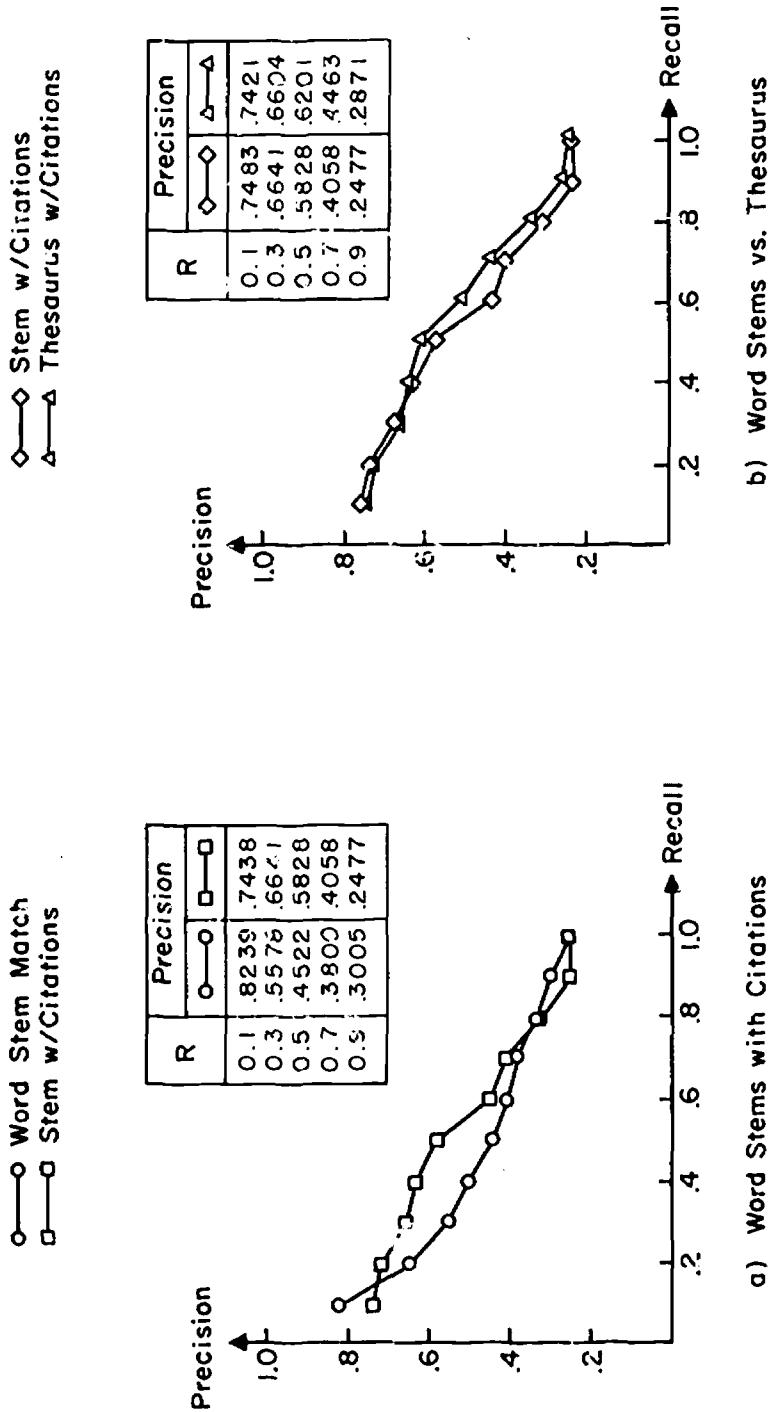 Word Stem Match
Stem w/Citations
R Precision
0.1 .8239 .7438
0.3 .5576 .6641
0.5 .4522 .5828
0.7 .3800 .4058
0.9 .3005 .2477
Precision
1.0
.8
.6
.4
.2
.2 .4 .6 .8 1.0 Recall
a) Word Stems with Citations
Stem w/Citations
Thesaurus w/Citations
R Precision
0.1 .7483 .7421
0.3 .6641 .6604
0.5 .5828 .6201
0.7 .4058 .4463
0.9 .2477 .2871
Precision
1.0
.8
.6
.4
.2
.2 .4 .6 .8 1.0 Recall
b) Word Stems vs. Thesaurus